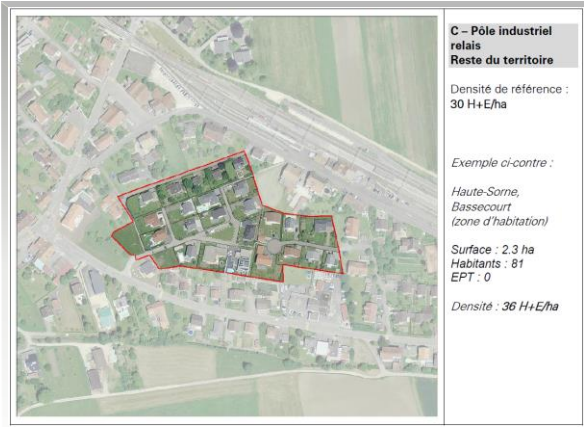 C – Pôle industriel
relais
Reste du territoire
Densité de référence :
30 H+E/ha
Exemple ci-contre :
Haute-Sorne,
Bassecourt
(zone d'habitation)
Surface : 2.3 ha
Habitants : 81
EPT : 0
Densité : 36 H+E/ha